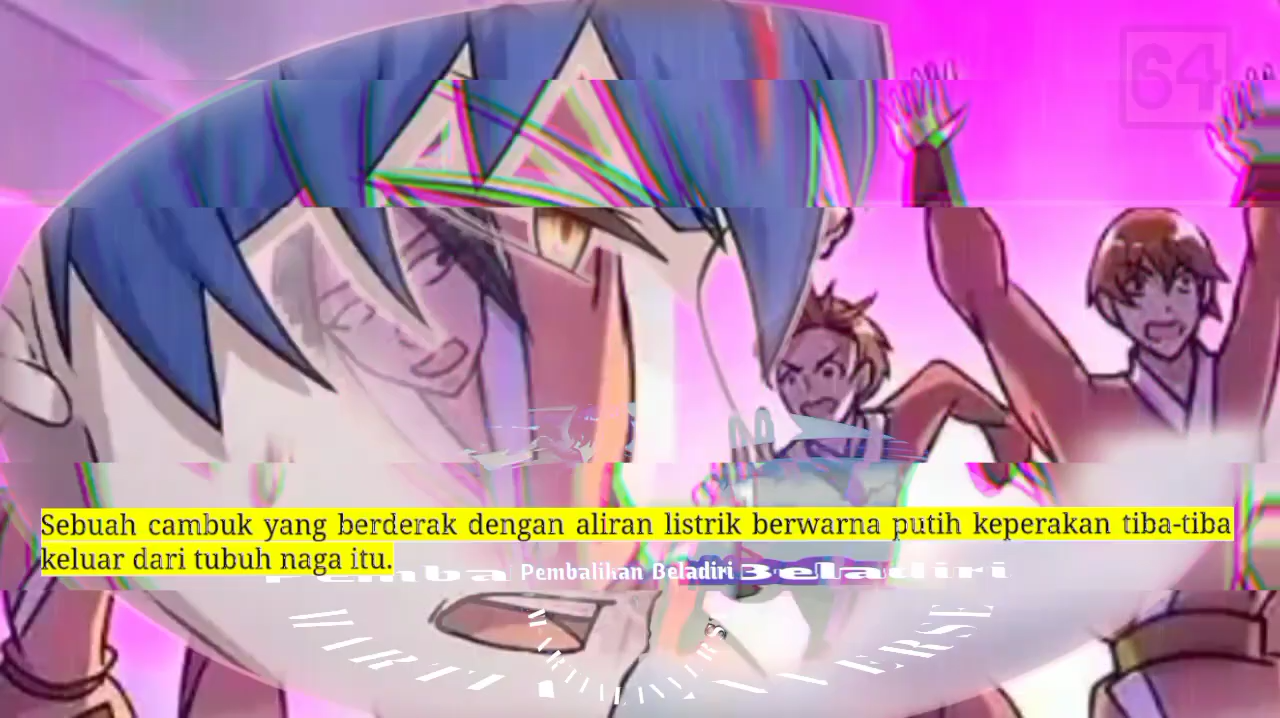 64
Sebuah cambuk yang berderak dengan aliran listrik berwarna putih keperakan tiba-tiba
keluar dari tubuh naga itu.
Pembalikan Beladiri
Beladiri